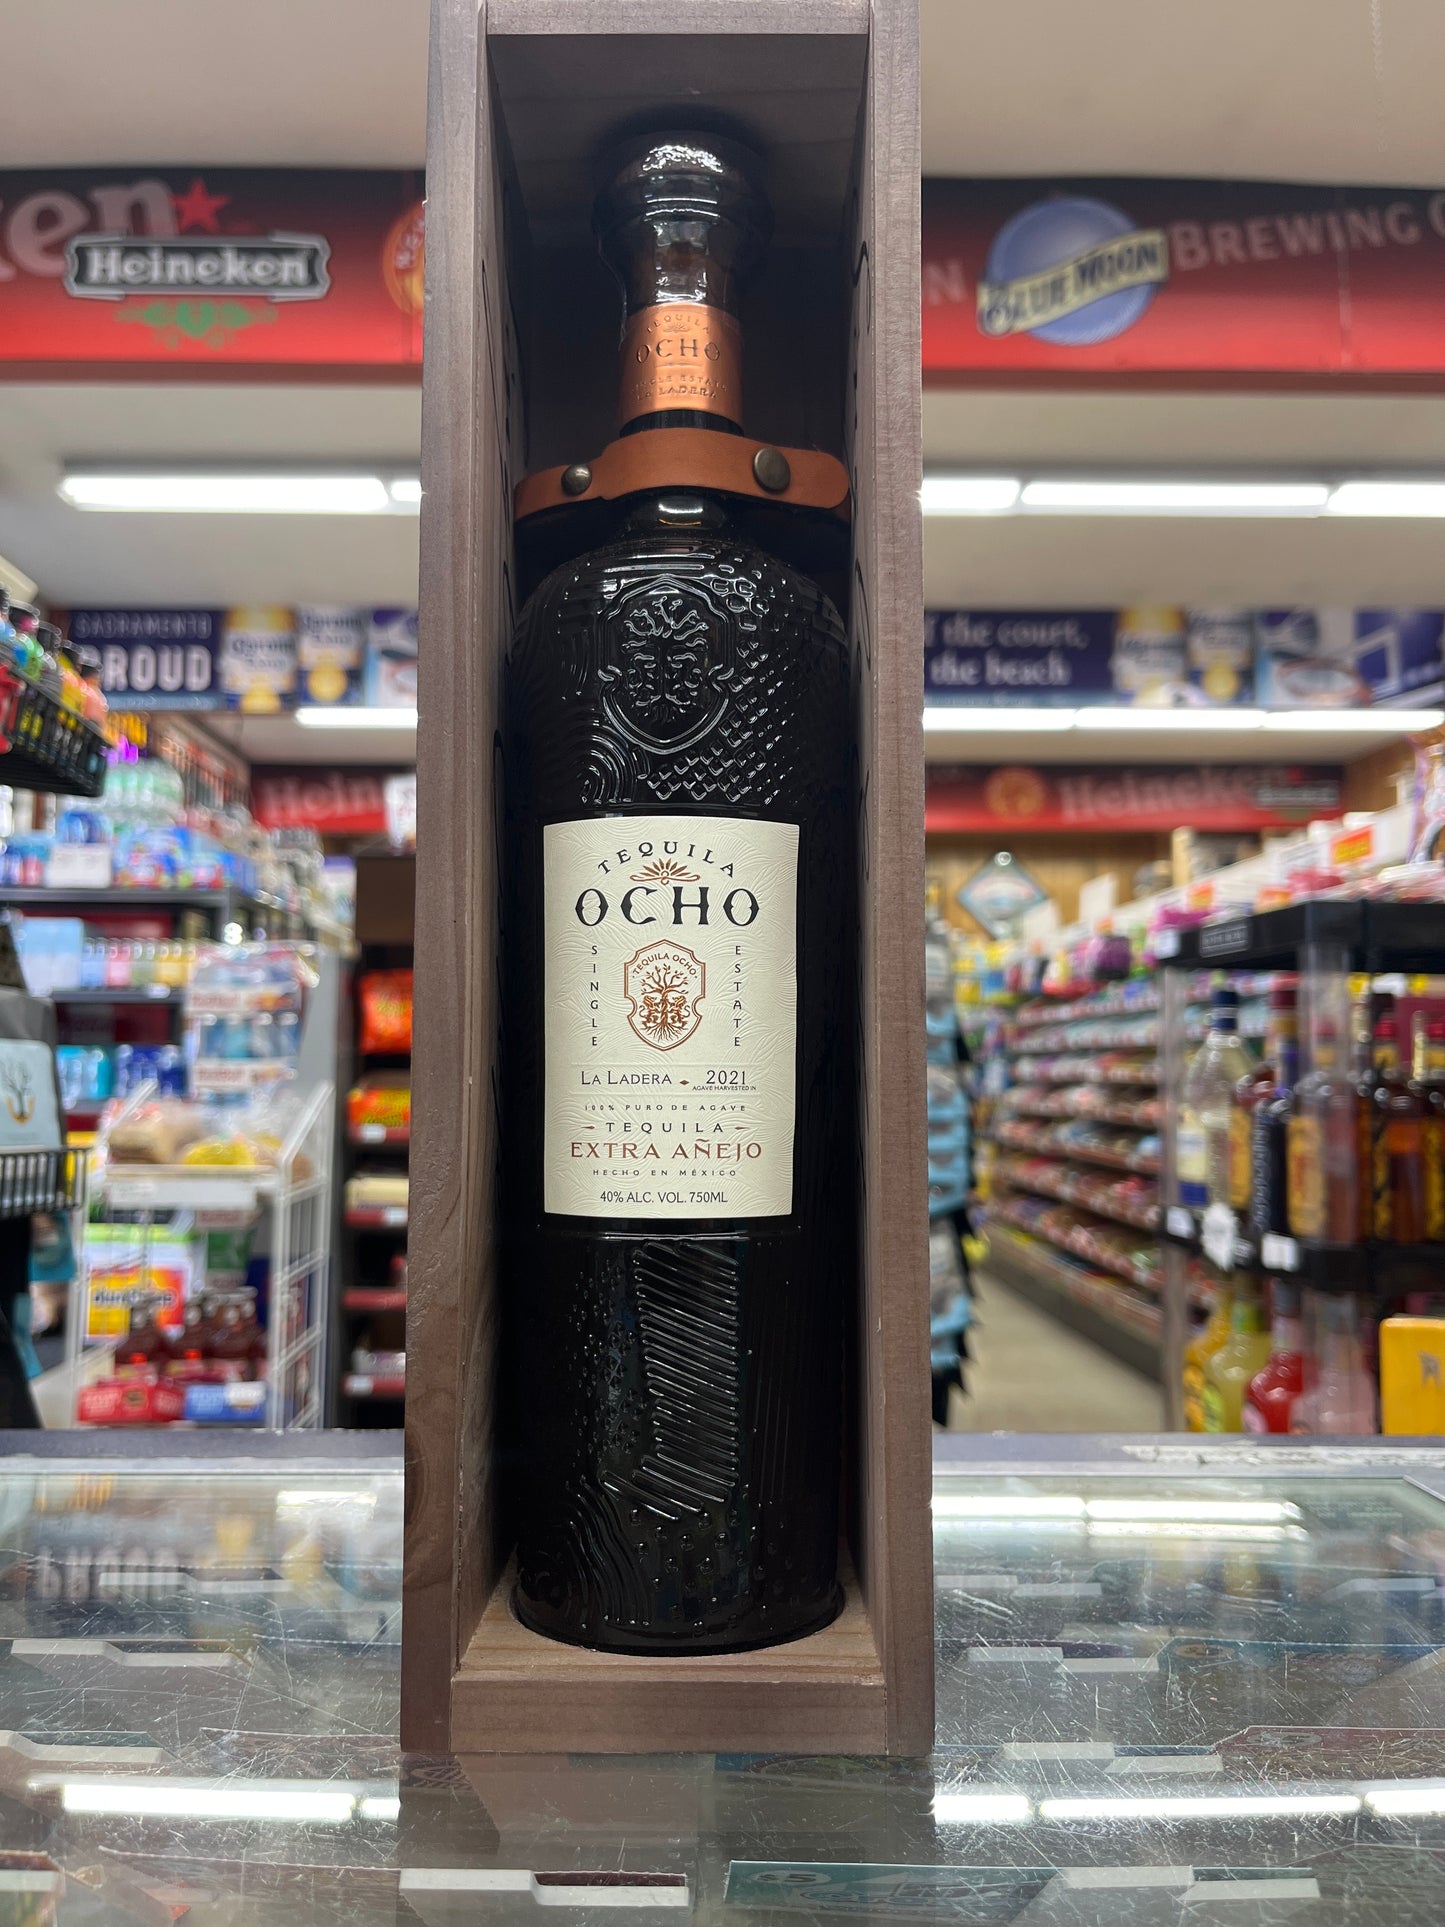 Heineken
BLUE MOON
BREWING
TEQUILA
OCHO
SINGLE ESTATE
LA LADERA
SACRAMENTO
PROUD
the court,
the beach
Heineken
TEQUILA
OCHO
SINGLE
ESTATE
TEQUILA OCHO
LA LADERA 2021
AGAVE HARVESTED IN
100% PURO DE AGAVE
TEQUILA
EXTRA AÑEJO
HECHO EN MÉXICO
40% ALC. VOL. 750ML
$5